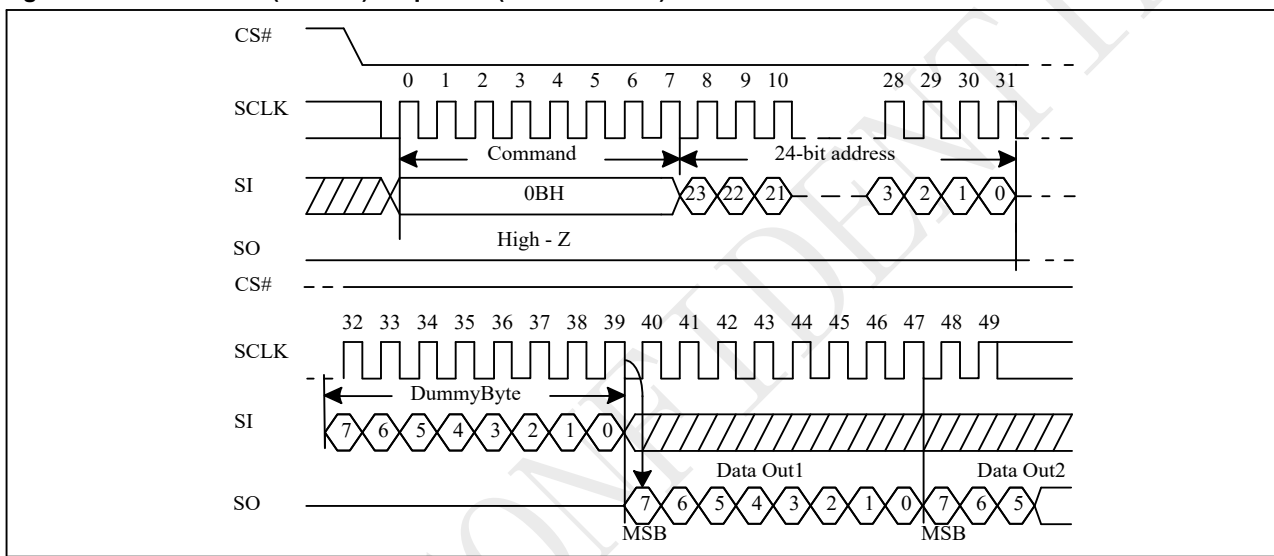 CS#
0 1 2 3 4 5 6 7 8 9 10 28 29 30 31
SCLK
Command 24-bit address
SI 0BH 23 22 21 3 2 1 0
High - Z
SO
CS#
32 33 34 35 36 37 38 39 40 41 42 43 44 45 46 47 48 49
SCLK
DummyByte
SI 7 6 5 4 3 2 1 0
Data Out1 Data Out2
SO 7 6 5 4 3 2 1 0 7 6 5
MSB MSB